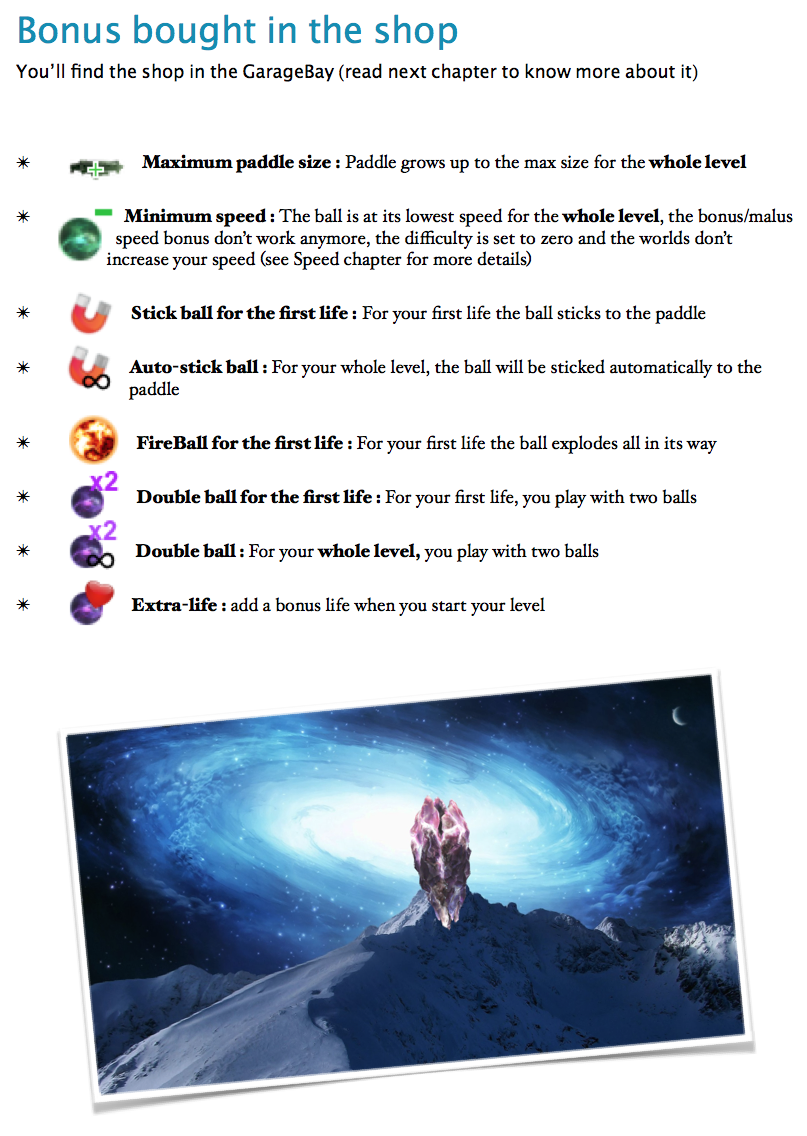 Bonus bought in the shop
You'll find the shop in the GarageBay (read next chapter to know more about it)
✴ Maximum paddle size : Paddle grows up to the max size for the whole level
✴ Minimum speed : The ball is at its lowest speed for the whole level, the bonus/malus
speed bonus don't work anymore, the difficulty is set to zero and the worlds don't
increase your speed (see Speed chapter for more details)
✴ Stick ball for the first life : For your first life the ball sticks to the paddle
✴ Auto-stick ball : For your whole level, the ball will be sticked automatically to the
paddle
✴ FireBall for the first life : For your first life the ball explodes all in its way
x2
✴ Double ball for the first life : For your first life, you play with two balls
x2
✴ Double ball : For your whole level, you play with two balls
✴ Extra-life : add a bonus life when you start your level